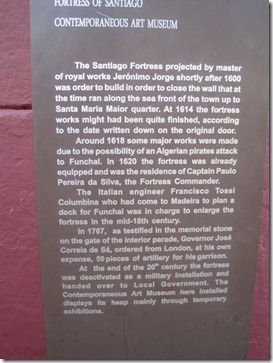 FORTRESS OF SANTIAGO
CONTEMPORANEOUS ART MUSEUM
The Santiago Fortress projected by master
of royal works Jerónimo Jorge shortly after 1600
was order to build in order to close the wall that at
the time ran along the sea front of the town up to
Santa Maria Maior quarter. At 1614 the fortress
works might had been quite finished, according
to the date written down on the original door.
Around 1618 some major works were made
due to the possibility of an Algerian pirates attack
to Funchal. In 1620 the fortress was already
equipped and was the residence of Captain Paulo
Pereira da Silva, the Fortress Commander.
The Italian engineer Francisco Tossi
Columbina who had come to Madeira to plan a
dock for Funchal was in charge to enlarge the
fortress in the mid-18th century.
In 1767, as testified in the memorial stone
on the gate of the interior parade, Governor José
Correia de Sá, ordered from London, at his own
expense, 50 pieces of artillery for his garrison.
At the end of the 20th century the fortress
was deactivated as a military installation and
handed over to Local Government. The
Contemporaneous Art Museum here installed
displays its heap mainly through temporary
exhibitions.